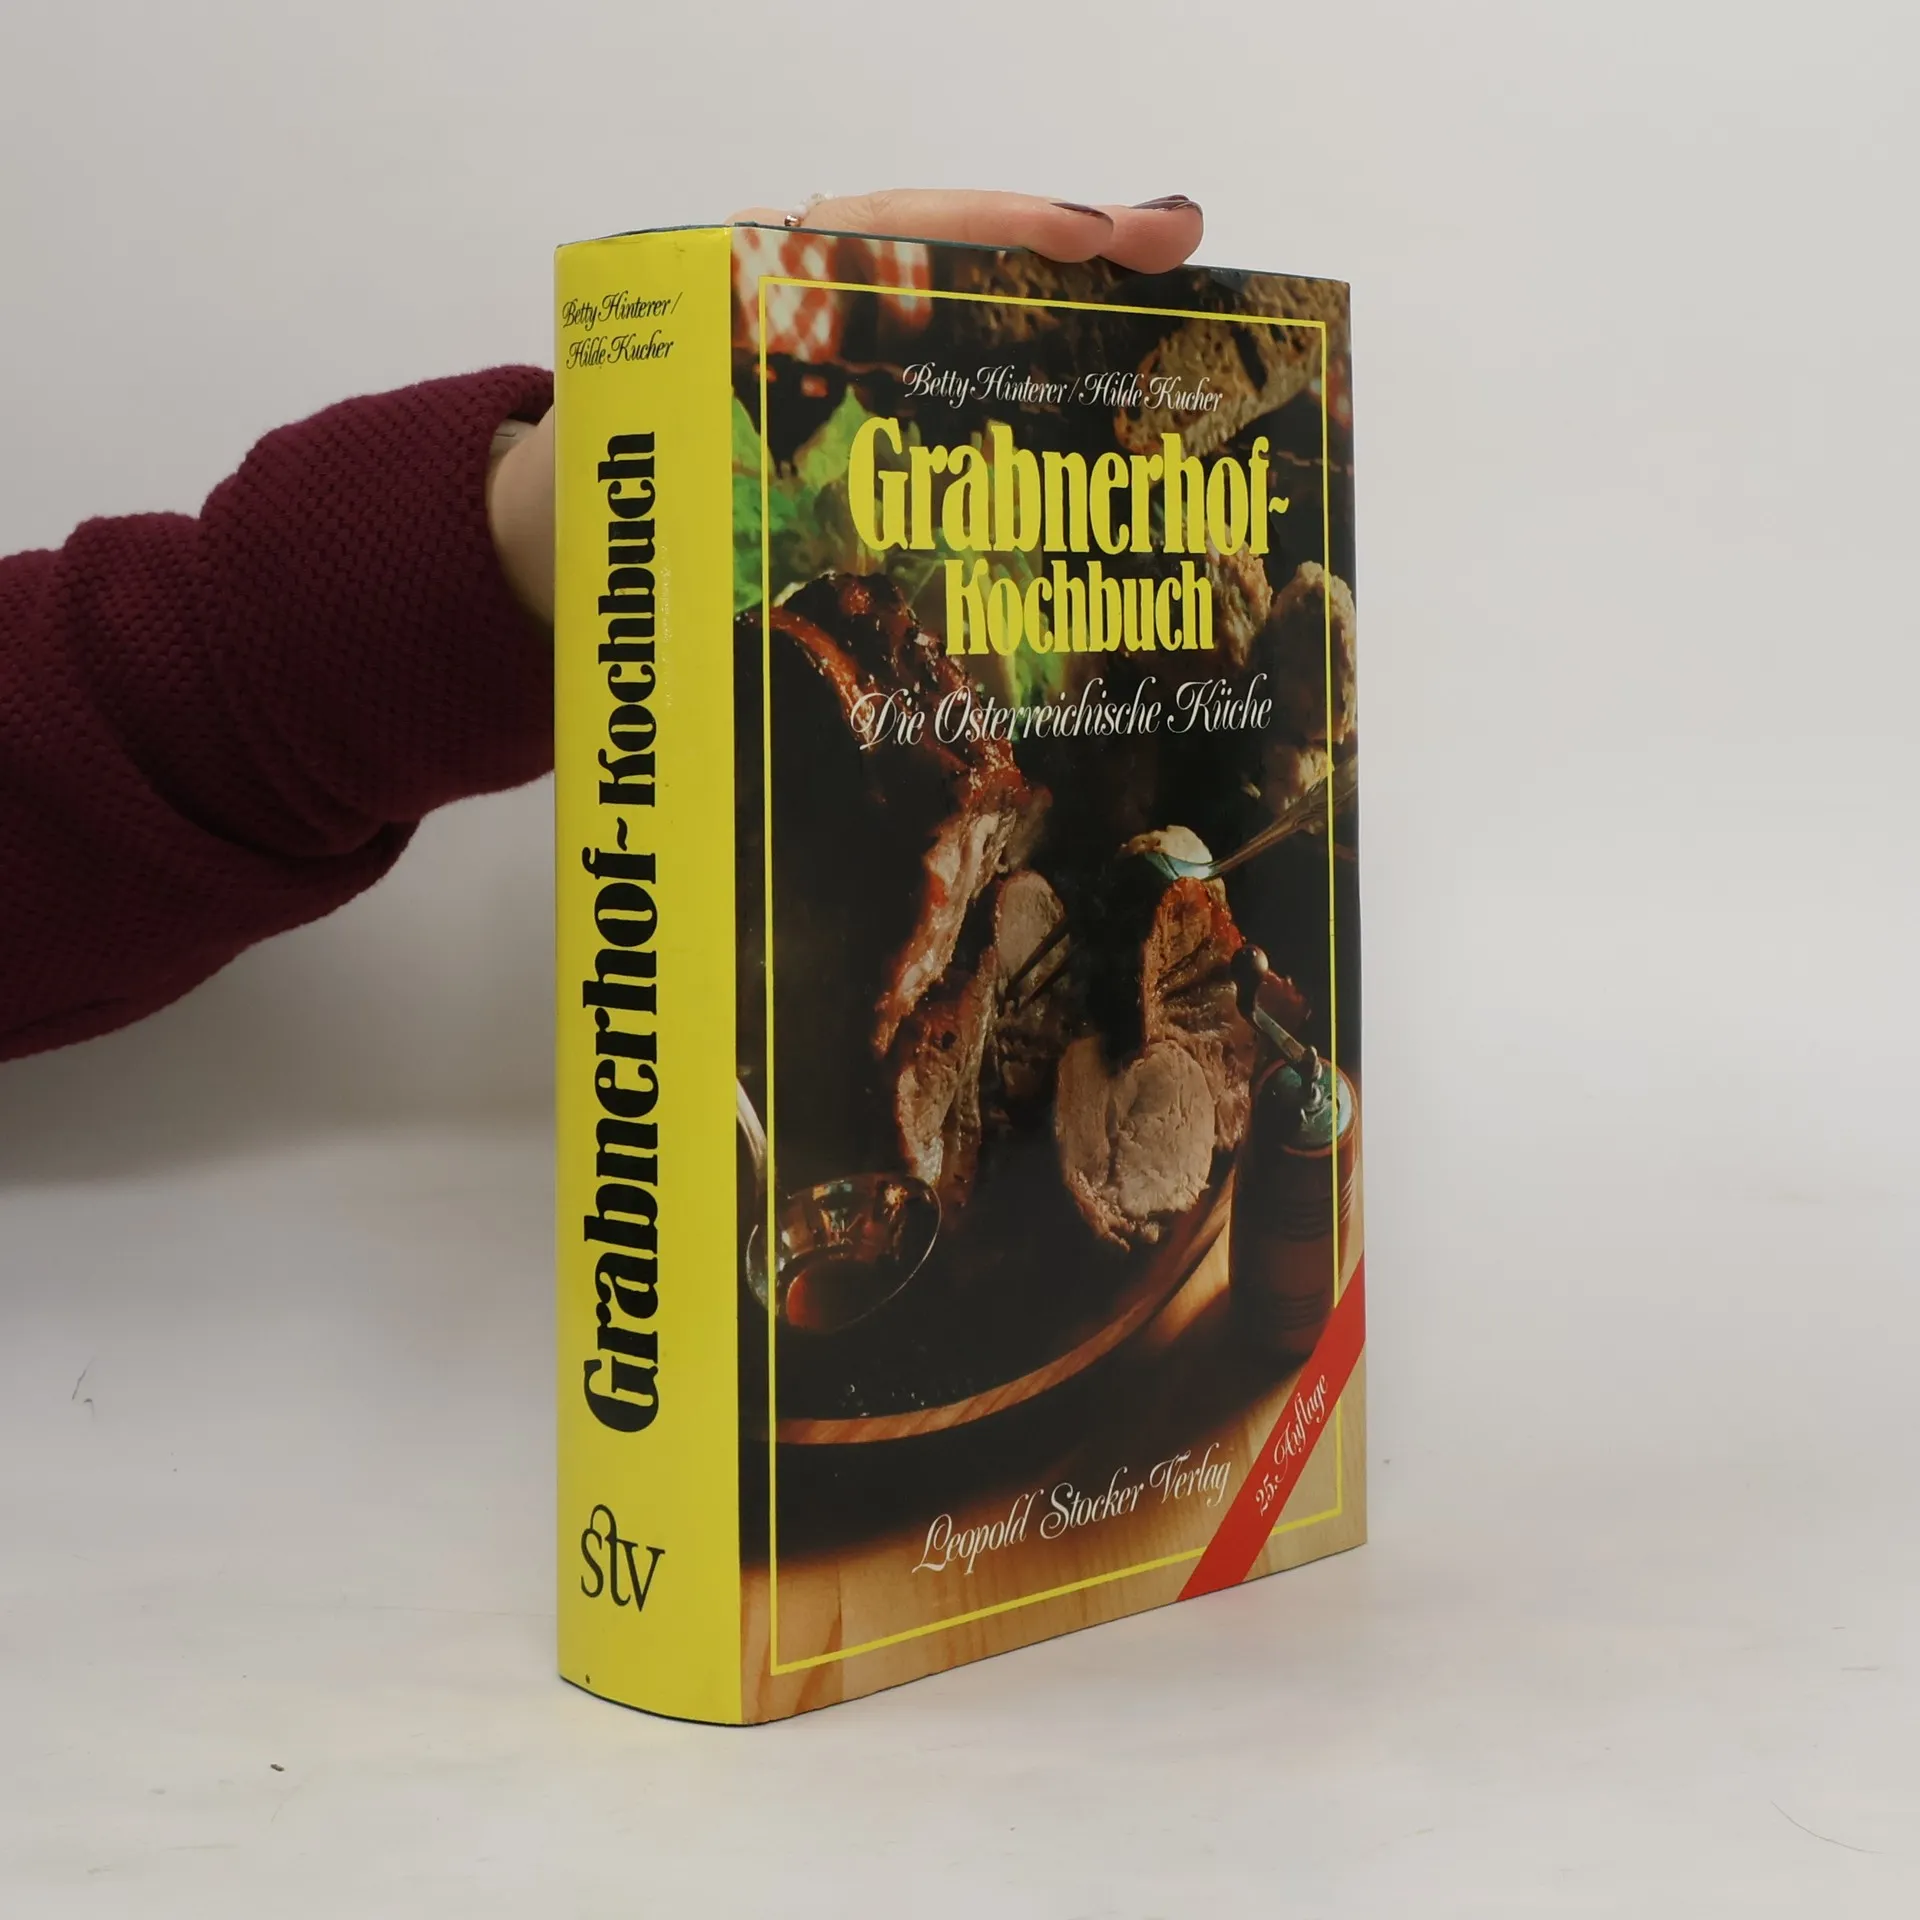 Betty Hinterer/
Hilde Kucher
Grabnerhof-Kochbuch
stv
Betty Hinterer/Hilde Kucher
Grabnerhof-
Kochbuch
Die Österreichische Küche
Leopold Stocker Verlag
25. Auflage